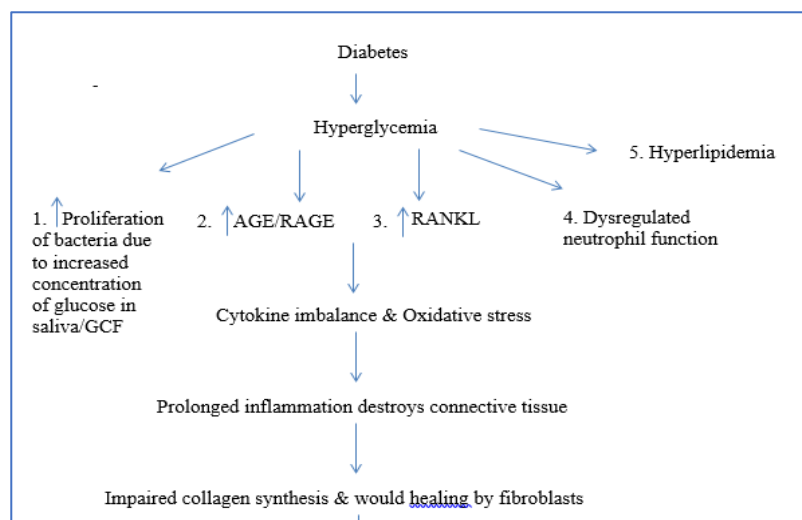 Diabetes
-
Hyperglycemia
5. Hyperlipidemia
1. ↑Proliferation
of bacteria due
to increased
concentration
of glucose in
saliva/GCF
2. ↑AGE/RAGE
3. ↑RANKL
4. Dysregulated
neutrophil function
Cytokine imbalance & Oxidative stress
Prolonged inflammation destroys connective tissue
Impaired collagen synthesis & would healing by fibroblasts